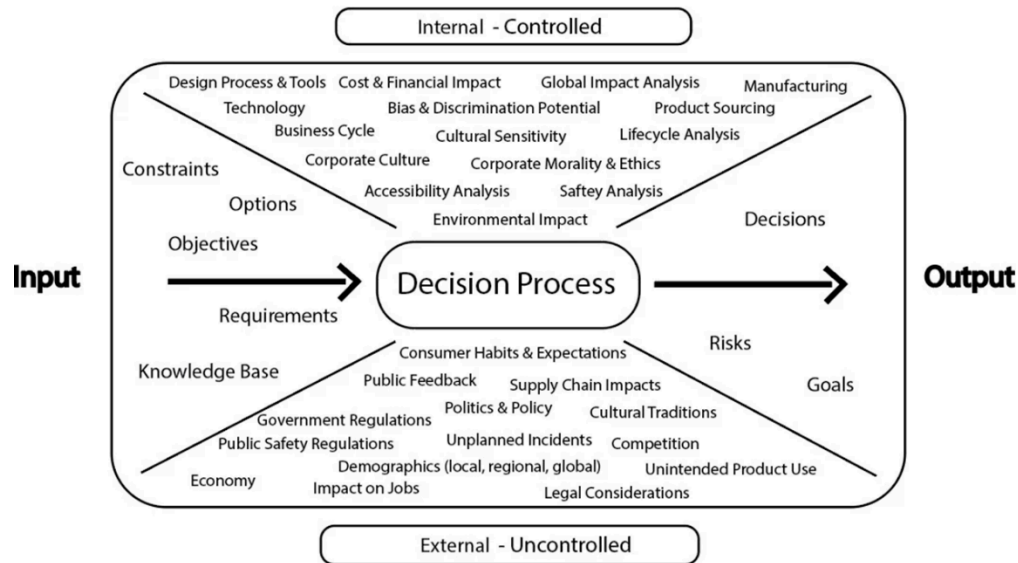 Internal - Controlled
Design Process & Tools Cost & Financial Impact Global Impact Analysis Manufacturing
Technology Bias & Discrimination Potential Product Sourcing
Business Cycle Cultural Sensitivity Lifecycle Analysis
Corporate Culture Corporate Morality & Ethics
Accessibility Analysis Saftey Analysis
Environmental Impact
Constraints
Options
Objectives
Requirements
Knowledge Base
Input
Decision Process
Output
Decisions
Risks
Goals
Consumer Habits & Expectations
Public Feedback Supply Chain Impacts
Government Regulations Politics & Policy Cultural Traditions
Public Safety Regulations Unplanned Incidents Competition
Economy Demographics (local, regional, global) Unintended Product Use
Impact on Jobs Legal Considerations
External - Uncontrolled